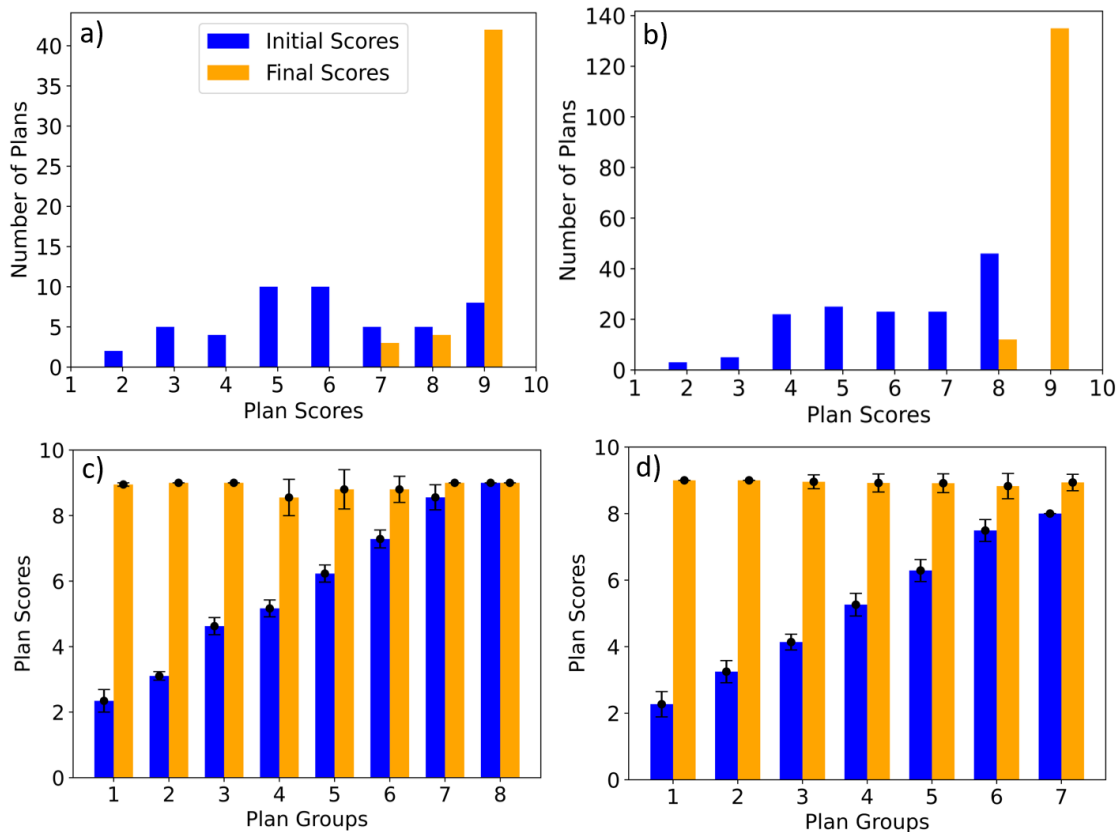 a)
Initial Scores
Final Scores
Number of Plans
40
35
30
25
20
15
10
5
0
1 2 3 4 5 6 7 8 9 10
Plan Scores
b)
Number of Plans
140
120
100
80
60
40
20
0
1 2 3 4 5 6 7 8 9 10
Plan Scores
c)
Plan Scores
10
8
6
4
2
0
1 2 3 4 5 6 7 8
Plan Groups
d)
Plan Scores
10
8
6
4
2
0
1 2 3 4 5 6 7
Plan Groups